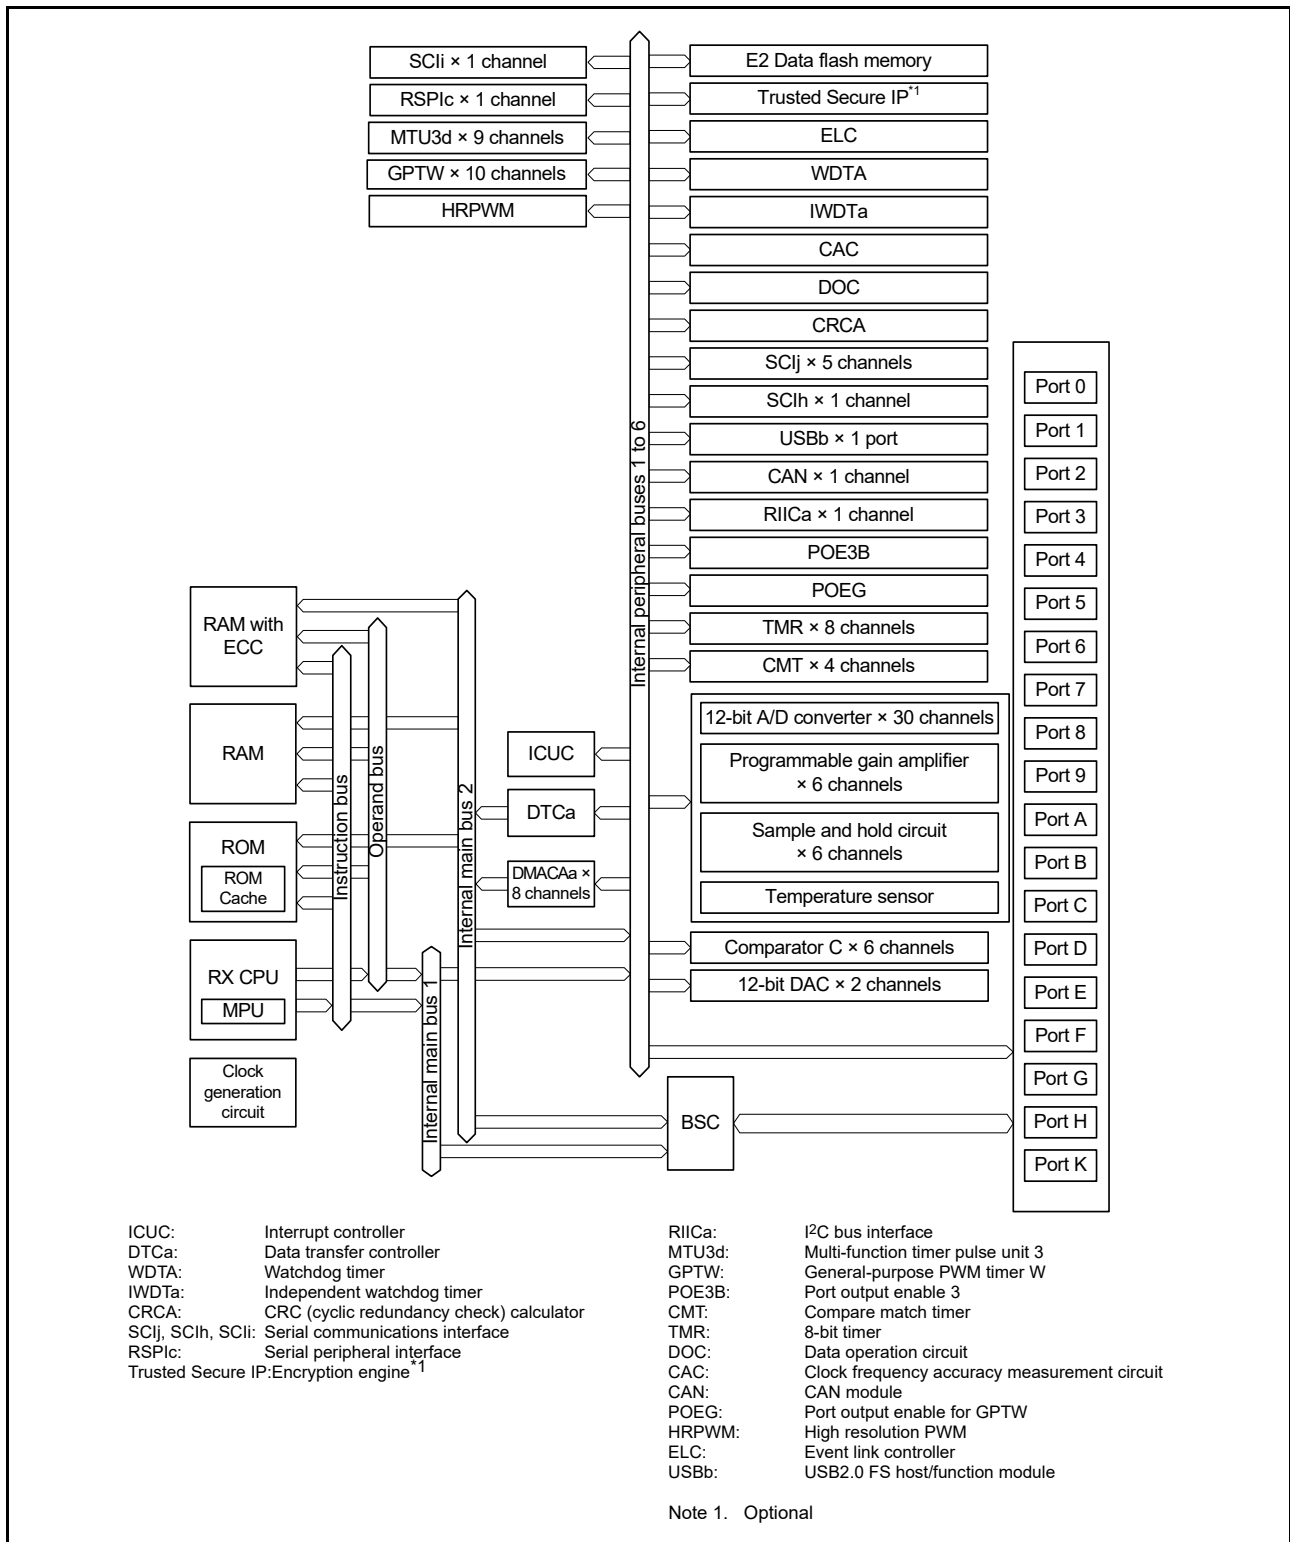 SCIi × 1 channel
RSPIc × 1 channel
MTU3d × 9 channels
GPTW × 10 channels
HRPWM
E2 Data flash memory
Trusted Secure IP*1
ELC
WDTA
IWDTa
CAC
DOC
CRCA
SCIj × 5 channels
SCIh × 1 channel
USBb × 1 port
CAN × 1 channel
RIICa × 1 channel
POE3B
POEG
TMR × 8 channels
CMT × 4 channels
12-bit A/D converter × 30 channels
Programmable gain amplifier
× 6 channels
Sample and hold circuit
× 6 channels
Temperature sensor
Comparator C × 6 channels
12-bit DAC × 2 channels
Internal peripheral buses 1 to 6
RAM with
ECC
RAM
ROM
ROM
Cache
RX CPU
MPU
Clock
generation
circuit
Instruction bus
Operand bus
Internal main bus 1
Internal main bus 2
ICUC
DTCa
DMACAa ×
8 channels
BSC
Port 0
Port 1
Port 2
Port 3
Port 4
Port 5
Port 6
Port 7
Port 8
Port 9
Port A
Port B
Port C
Port D
Port E
Port F
Port G
Port H
Port K
ICUC: Interrupt controller
DTCa: Data transfer controller
WDTA: Watchdog timer
IWDTa: Independent watchdog timer
CRCA: CRC (cyclic redundancy check) calculator
SCIj, SCIh, SCIi: Serial communications interface
RSPIc: Serial peripheral interface
Trusted Secure IP:Encryption engine*1
RIICa: I2C bus interface
MTU3d: Multi-function timer pulse unit 3
GPTW: General-purpose PWM timer W
POE3B: Port output enable 3
CMT: Compare match timer
TMR: 8-bit timer
DOC: Data operation circuit
CAC: Clock frequency accuracy measurement circuit
CAN: CAN module
POEG: Port output enable for GPTW
HRPWM: High resolution PWM
ELC: Event link controller
USBb: USB2.0 FS host/function module
Note 1. Optional